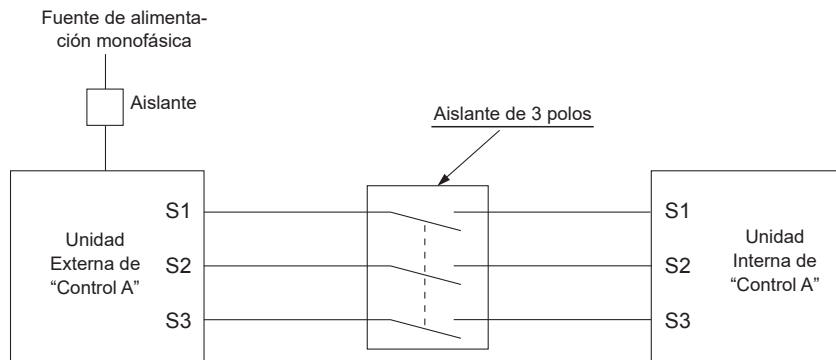 Fuente de alimenta-
ción monofásica
Aislante
Aislante de 3 polos
S1
S2
S3
Unidad
Externa de
“Control A”
S1
S2
S3
Unidad
Interna de
“Control A”